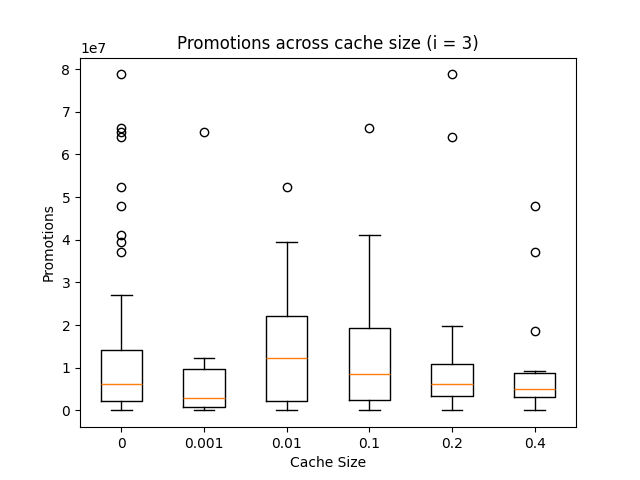 Promotions across cache size (i = 3)
1e7
8
7
6
5
4
3
2
1
0
Promotions
0 0.001 0.01 0.1 0.2 0.4
Cache Size